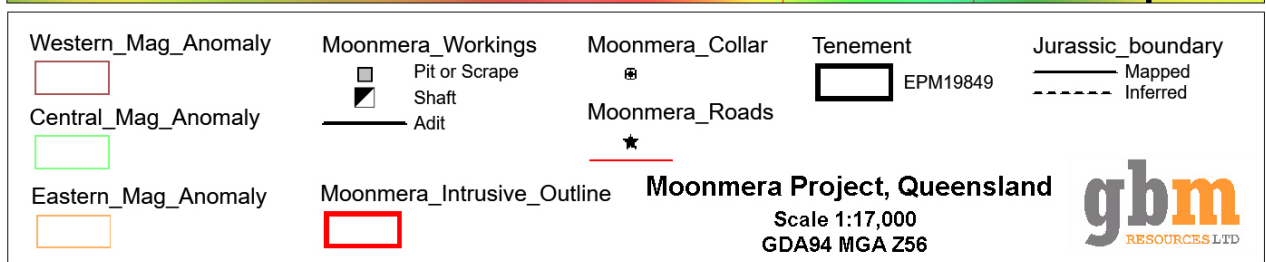 Western_Mag_Anomaly
Central_Mag_Anomaly
Eastern_Mag_Anomaly
Moonmera_Workings
Pit or Scrape
Shaft
Adit
Moonmera_Intrusive_Outline
Moonmera_Collar
Moonmera_Roads
Tenement
EPM19849
Jurassic_boundary
Mapped
Inferred
Moonmera Project, Queensland
Scale 1:17,000
GDA94 MGA Z56
gbm
RESOURCES LTD